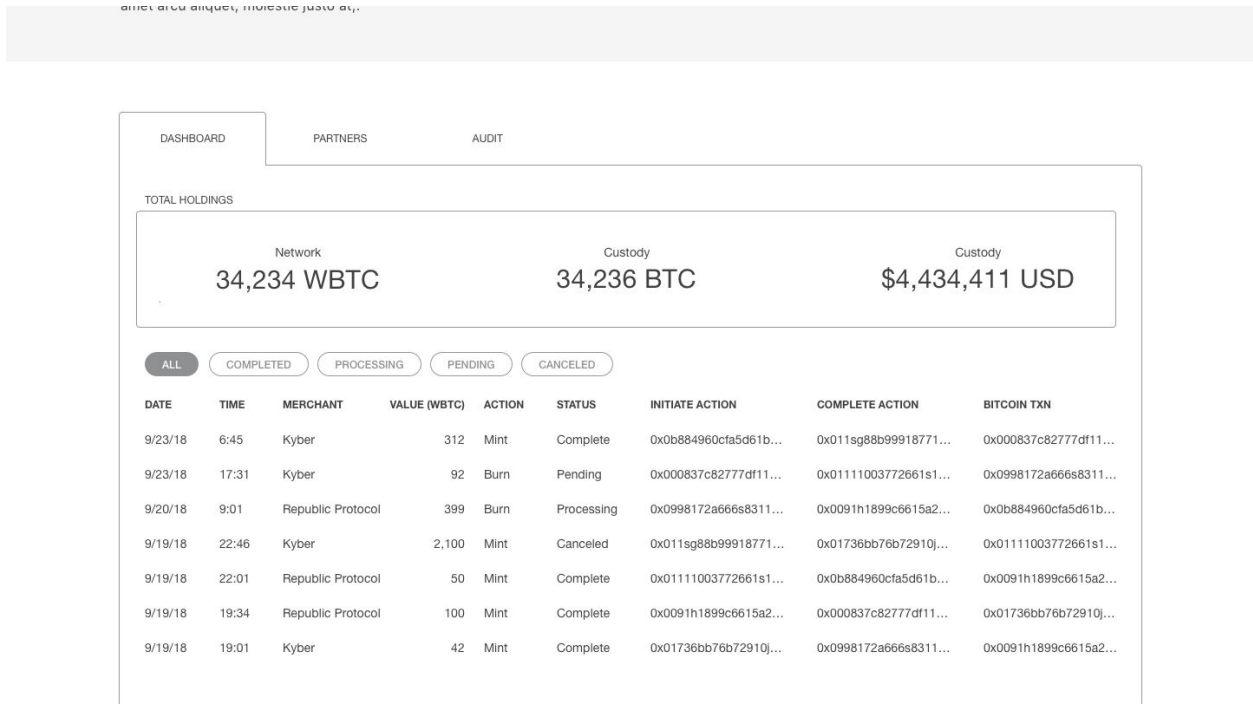 amet arcu aliquet, molestie justo at,.
DASHBOARD PARTNERS AUDIT
TOTAL HOLDINGS
Network Custody Custody
34,234 WBTC 34,236 BTC $4,434,411 USD
ALL COMPLETED PROCESSING PENDING CANCELED
DATE TIME MERCHANT VALUE (WBTC) ACTION STATUS INITIATE ACTION COMPLETE ACTION BITCOIN TXN
9/23/18 6:45 Kyber 312 Mint Complete 0x0b884960cfa5d61b... 0x011sg88b99918771... 0x000837c82777df11...
9/23/18 17:31 Kyber 92 Burn Pending 0x000837c82777df11... 0x01111003772661s1... 0x0998172a666s8311...
9/20/18 9:01 Republic Protocol 399 Burn Processing 0x0998172a666s8311... 0x0091h1899c6615a2... 0x0b884960cfa5d61b...
9/19/18 22:46 Kyber 2,100 Mint Canceled 0x011sg88b99918771... 0x01736bb76b72910j... 0x01111003772661s1...
9/19/18 22:01 Republic Protocol 50 Mint Complete 0x01111003772661s1... 0x0b884960cfa5d61b... 0x0091h1899c6615a2...
9/19/18 19:34 Republic Protocol 100 Mint Complete 0x0091h1899c6615a2... 0x000837c82777df11... 0x01736bb76b72910j...
9/19/18 19:01 Kyber 42 Mint Complete 0x01736bb76b72910j... 0x0998172a666s8311... 0x0091h1899c6615a2...